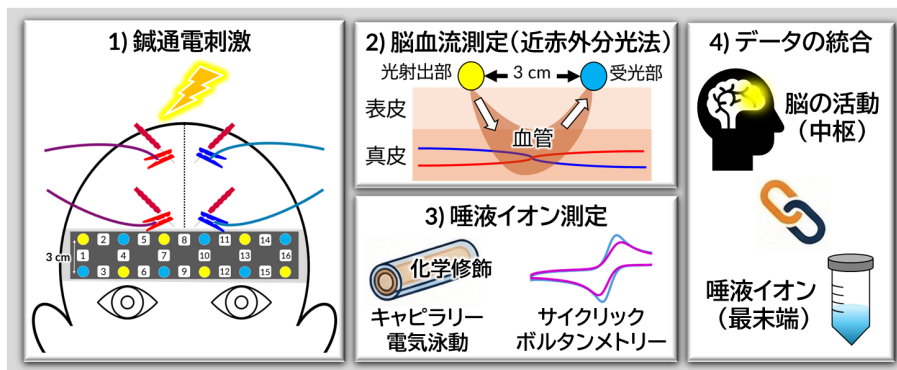 1) 鍼通電刺激
3 cm
2 5 8 11 14
1 4 7 10 13 16
3 6 9 12 15
2) 脳血流測定(近赤外分光法)
光射出部 3 cm 受光部
表皮
血管
真皮
3) 唾液イオン測定
化学修飾
キャピラリー
電気泳動
サイクリック
ボルタンメトリー
4) データの統合
脳の活動
(中枢)
唾液イオン
(最末端)